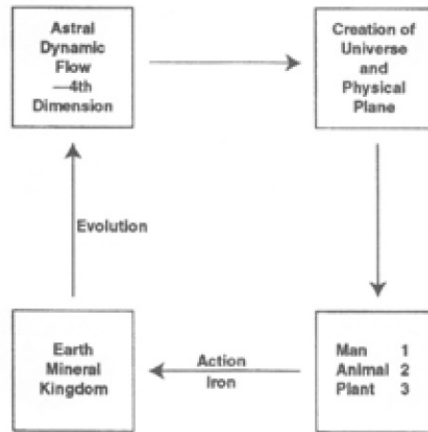 Astral
Dynamic
Flow
—4th
Dimension
Creation of
Universe
and
Physical
Plane
Evolution
Earth
Mineral
Kingdom
Action
Iron
Man 1
Animal 2
Plant 3